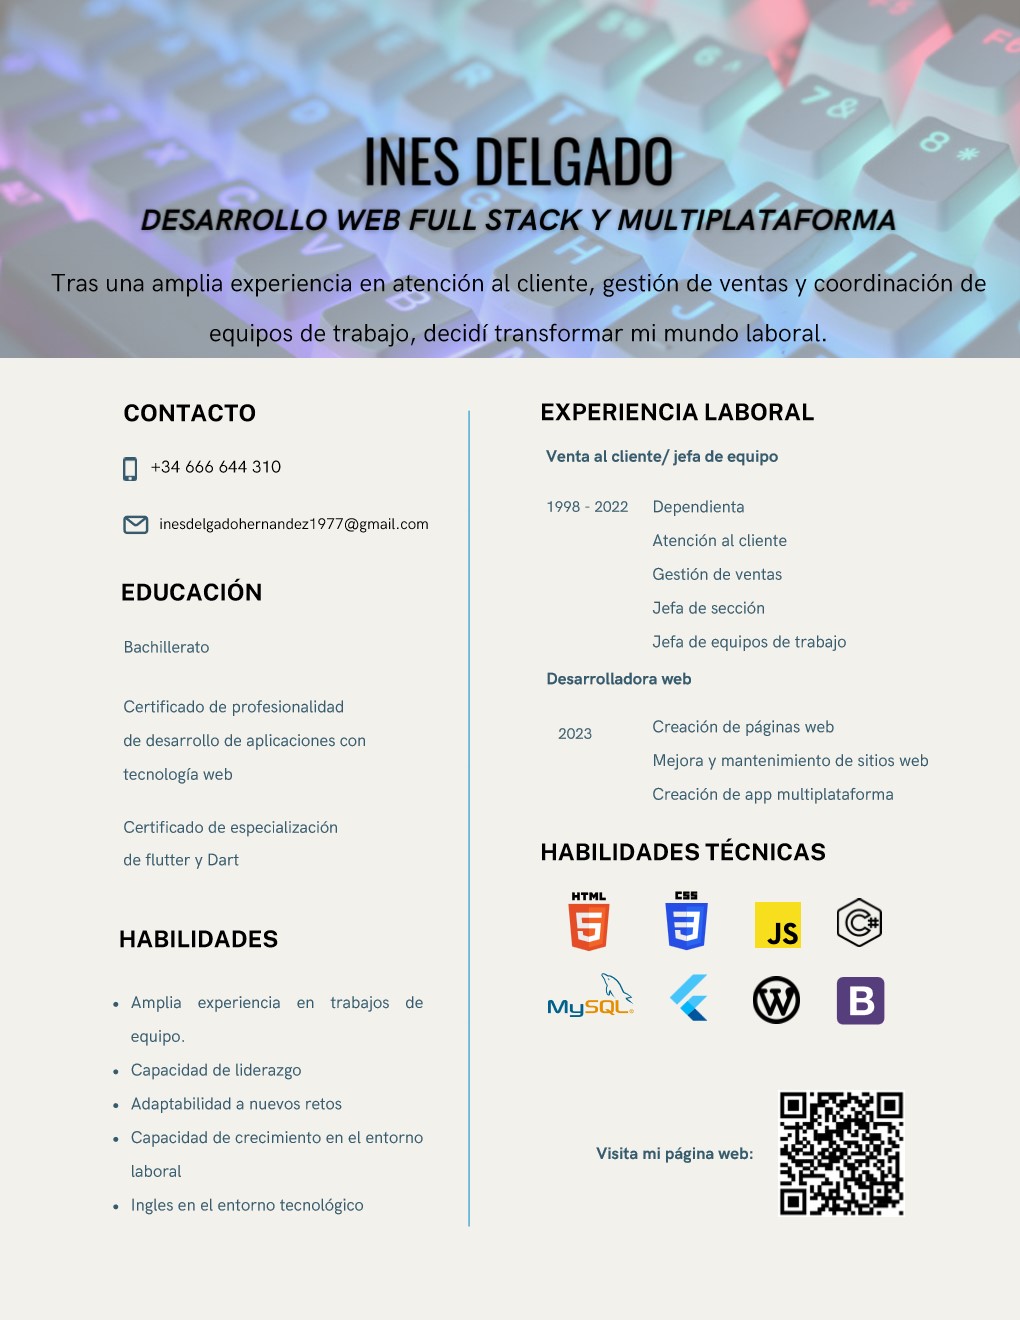 INES DELGADO
DESARROLLO WEB FULL STACK Y MULTIPLATAFORMA
Tras una amplia experiencia en atención al cliente, gestión de ventas y coordinación de
equipos de trabajo, decidí transformar mi mundo laboral.
CONTACTO
+34 666 644 310
inesdelgadohernandez1977@gmail.com
EDUCACIÓN
Bachillerato
Certificado de profesionalidad
de desarrollo de aplicaciones con
tecnología web
Certificado de especialización
de flutter y Dart
HABILIDADES
• Amplia experiencia en trabajos de
equipo.
• Capacidad de liderazgo
• Adaptabilidad a nuevos retos
• Capacidad de crecimiento en el entorno
laboral
• Ingles en el entorno tecnológico
EXPERIENCIA LABORAL
Venta al cliente/ jefa de equipo
1998 - 2022 Dependienta
Atención al cliente
Gestión de ventas
Jefa de sección
Jefa de equipos de trabajo
Desarrolladora web
2023 Creación de páginas web
Mejora y mantenimiento de sitios web
Creación de app multiplataforma
HABILIDADES TÉCNICAS
HTML 5 CSS 3 JS C#
MySQL W B
Visita mi página web: